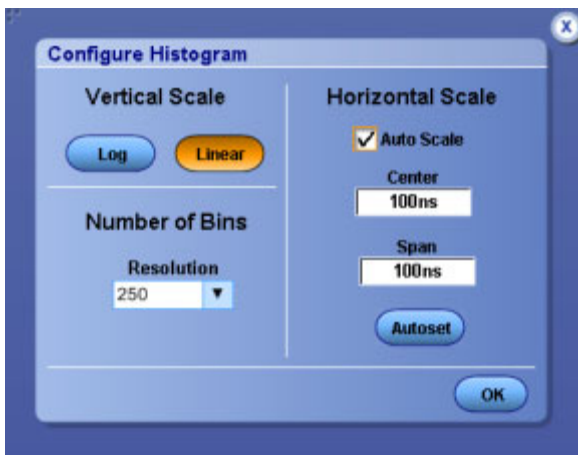 X
Configure Histogram
Vertical Scale
Log
Linear
Number of Bins
Resolution
250
Horizontal Scale
Auto Scale
Center
100ns
Span
100ns
Autoset
OK